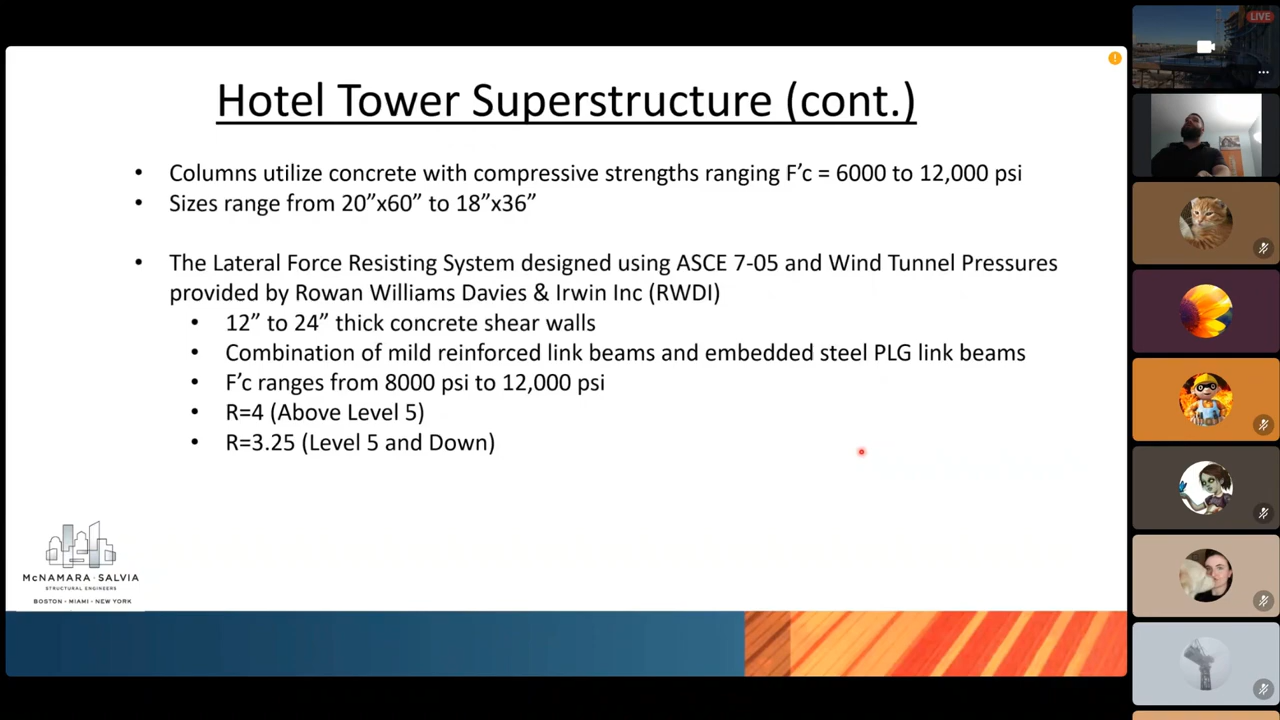 LIVE
Hotel Tower Superstructure (cont.)
• Columns utilize concrete with compressive strengths ranging F’c = 6000 to 12,000 psi
• Sizes range from 20”x60” to 18”x36”
• The Lateral Force Resisting System designed using ASCE 7-05 and Wind Tunnel Pressures
provided by Rowan Williams Davies & Irwin Inc (RWDI)
• 12” to 24” thick concrete shear walls
• Combination of mild reinforced link beams and embedded steel PLG link beams
• F’c ranges from 8000 psi to 12,000 psi
• R=4 (Above Level 5)
• R=3.25 (Level 5 and Down)
McNAMARA · SALVIA
STRUCTURAL ENGINEERS
BOSTON - MIAMI - NEW YORK